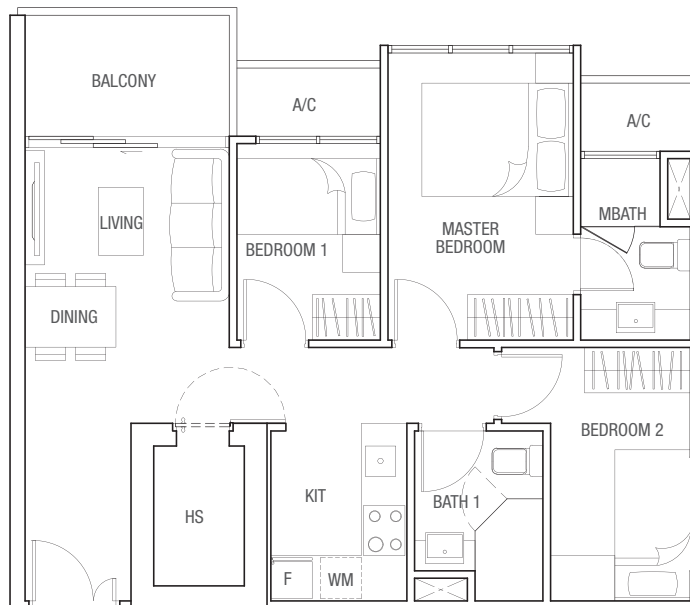 BALCONY
A/C
A/C
LIVING
MBATH
MASTER
BEDROOM
BEDROOM 1
DINING
BEDROOM 2
KIT
BATH 1
HS
F
WM